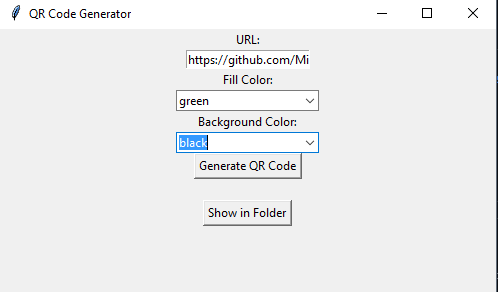 QR Code Generator
URL:
https://github.com/Mi
Fill Color:
green
Background Color:
black
Generate QR Code
Show in Folder